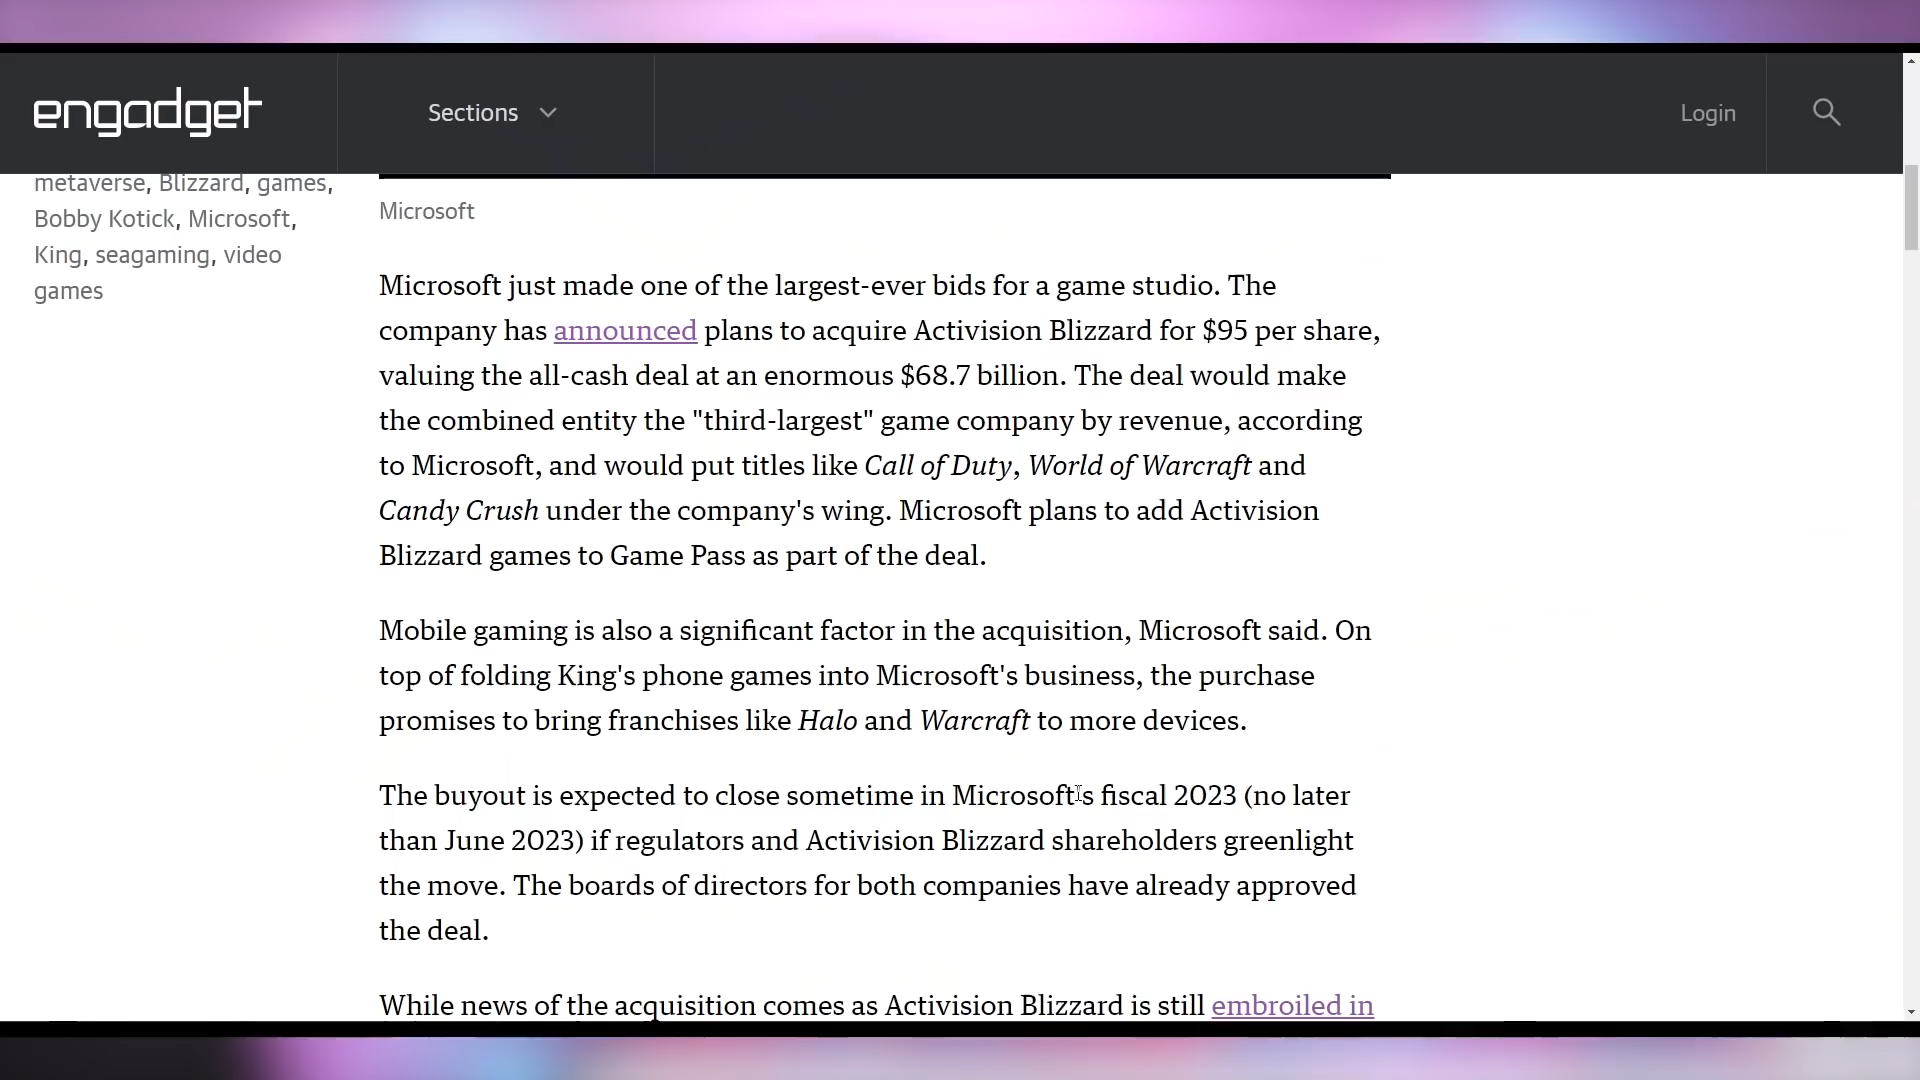 engadget
Sections
Login
metaverse, Blizzard, games,
Bobby Kotick, Microsoft,
King, seagaming, video
games
Microsoft
Microsoft just made one of the largest-ever bids for a game studio. The
company has announced plans to acquire Activision Blizzard for $95 per share,
valuing the all-cash deal at an enormous $68.7 billion. The deal would make
the combined entity the "third-largest" game company by revenue, according
to Microsoft, and would put titles like Call of Duty, World of Warcraft and
Candy Crush under the company's wing. Microsoft plans to add Activision
Blizzard games to Game Pass as part of the deal.
Mobile gaming is also a significant factor in the acquisition, Microsoft said. On
top of folding King's phone games into Microsoft's business, the purchase
promises to bring franchises like Halo and Warcraft to more devices.
The buyout is expected to close sometime in Microsoft's fiscal 2023 (no later
than June 2023) if regulators and Activision Blizzard shareholders greenlight
the move. The boards of directors for both companies have already approved
the deal.
While news of the acquisition comes as Activision Blizzard is still embroiled in